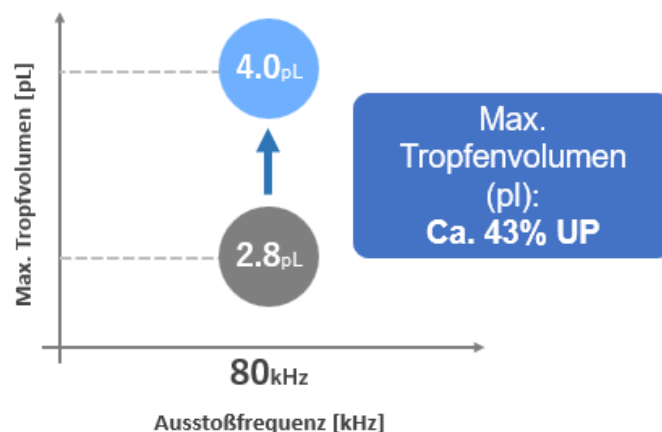 Max. Tropfvolumen [pL]
4.0pL
2.8pL
Max.
Tropfenvolumen
(pl):
Ca. 43% UP
80kHz
Ausstoßfrequenz [kHz]